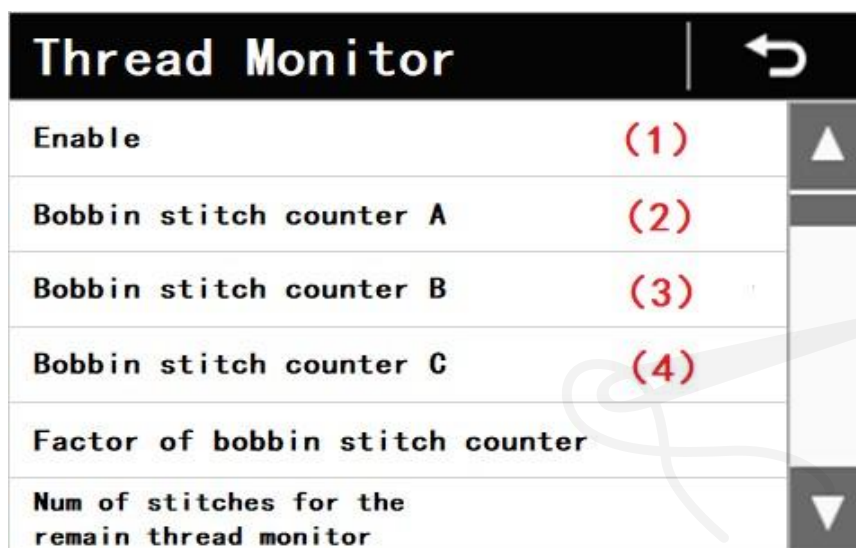 Thread Monitor
Enable (1)
Bobbin stitch counter A (2)
Bobbin stitch counter B (3)
Bobbin stitch counter C (4)
Factor of bobbin stitch counter
Num of stitches for the
remain thread monitor